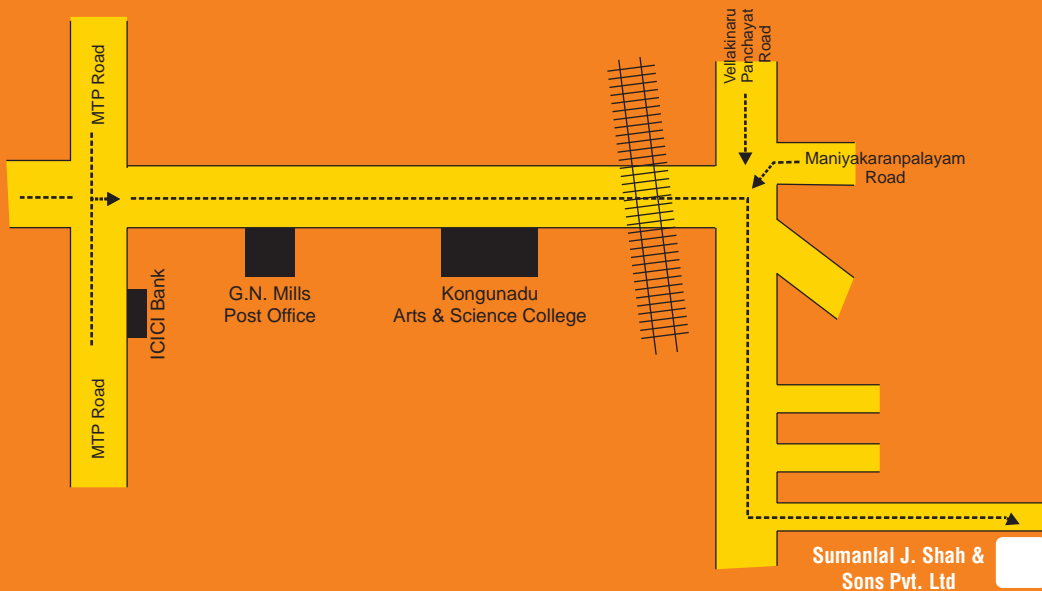 MTP Road
Vellakinaru
Panchayat
Road
Maniyakaranpalayam
Road
ICICI Bank
G.N. Mills
Post Office
Kongunadu
Arts & Science College
MTP Road
Sumanlal J. Shah &
Sons Pvt. Ltd